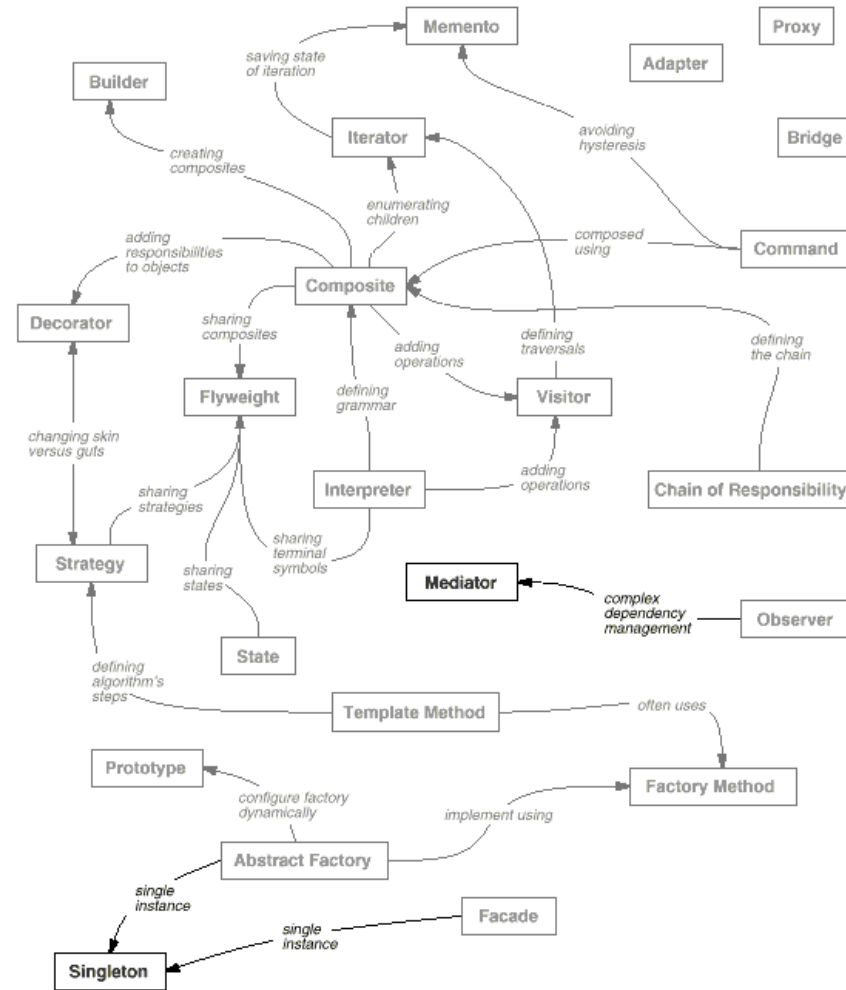 Memento
Proxy
saving state
of iteration
Adapter
Builder
Iterator
avoiding
hysteresis
Bridge
creating
composites
enumerating
children
adding
responsibilities
to objects
composed
using
Command
Composite
Decorator
sharing
composites
adding
operations
defining
traversals
defining
the chain
Flyweight
defining
grammar
Visitor
changing skin
versus guts
sharing
strategies
Interpreter
adding
operations
Chain of Responsibility
sharing
terminal
symbols
Strategy
sharing
states
Mediator
complex
dependency
management
Observer
State
defining
algorithm's
steps
Template Method
often uses
Prototype
Factory Method
configure factory
dynamically
implement using
Abstract Factory
single
instance
Facade
single
instance
Singleton